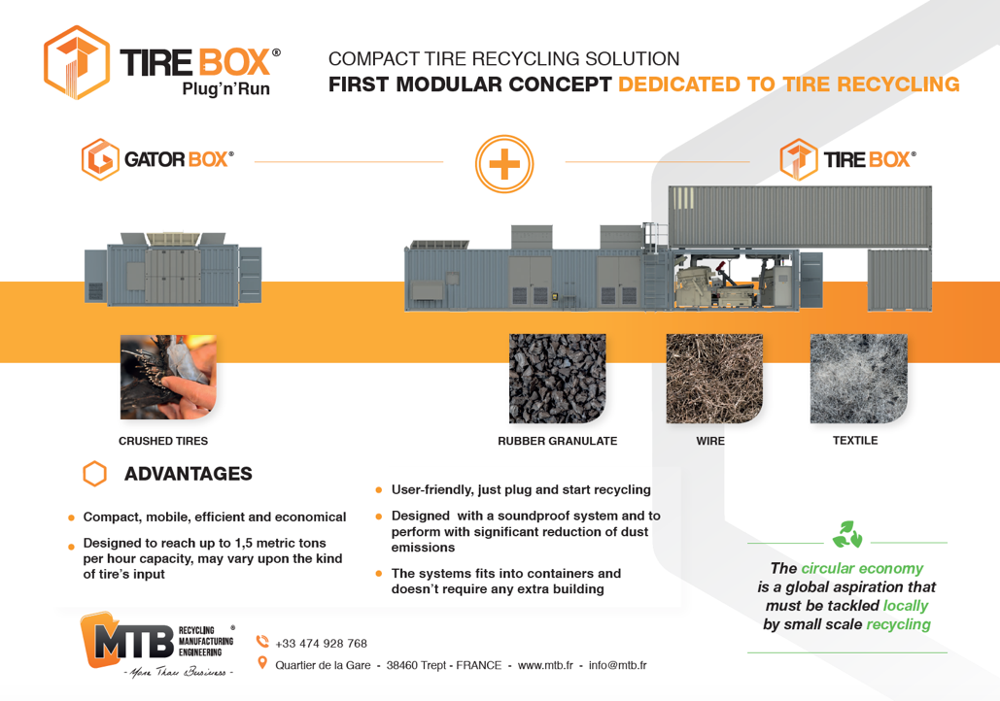 TIRE BOX®
Plug'n'Run
COMPACT TIRE RECYCLING SOLUTION
FIRST MODULAR CONCEPT DEDICATED TO TIRE RECYCLING
GATOR BOX®
TIRE BOX®
CRUSHED TIRES
RUBBER GRANULATE
WIRE
TEXTILE
ADVANTAGES
Compact, mobile, efficient and economical
Designed to reach up to 1,5 metric tons
per hour capacity, may vary upon the kind
of tire's input
User-friendly, just plug and start recycling
Designed with a soundproof system and to
perform with significant reduction of dust
emissions
The systems fits into containers and
doesn't require any extra building
The circular economy
is a global aspiration that
must be tackled locally
by small scale recycling
MTB®
RECYCLING
MANUFACTURING
ENGINEERING
- More Than Business -
+33 474 928 768
Quartier de la Gare - 38460 Trept - FRANCE - www.mtb.fr - info@mtb.fr